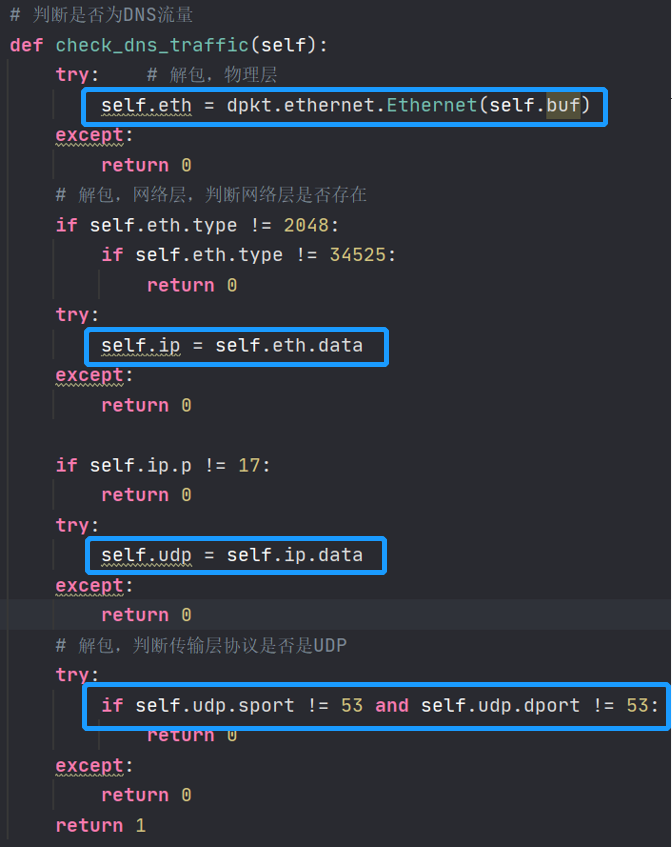 # 判断是否为DNS流量
def check_dns_traffic(self):
try:    # 解包，物理层
self.eth = dpkt.ethernet.Ethernet(self.buf)
except:
return 0
# 解包，网络层，判断网络层是否存在
if self.eth.type != 2048:
if self.eth.type != 34525:
return 0
try:
self.ip = self.eth.data
except:
return 0
if self.ip.p != 17:
return 0
try:
self.udp = self.ip.data
except:
return 0
# 解包，判断传输层协议是否是UDP
try:
if self.udp.sport != 53 and self.udp.dport != 53:
return 0
except:
return 0
return 1